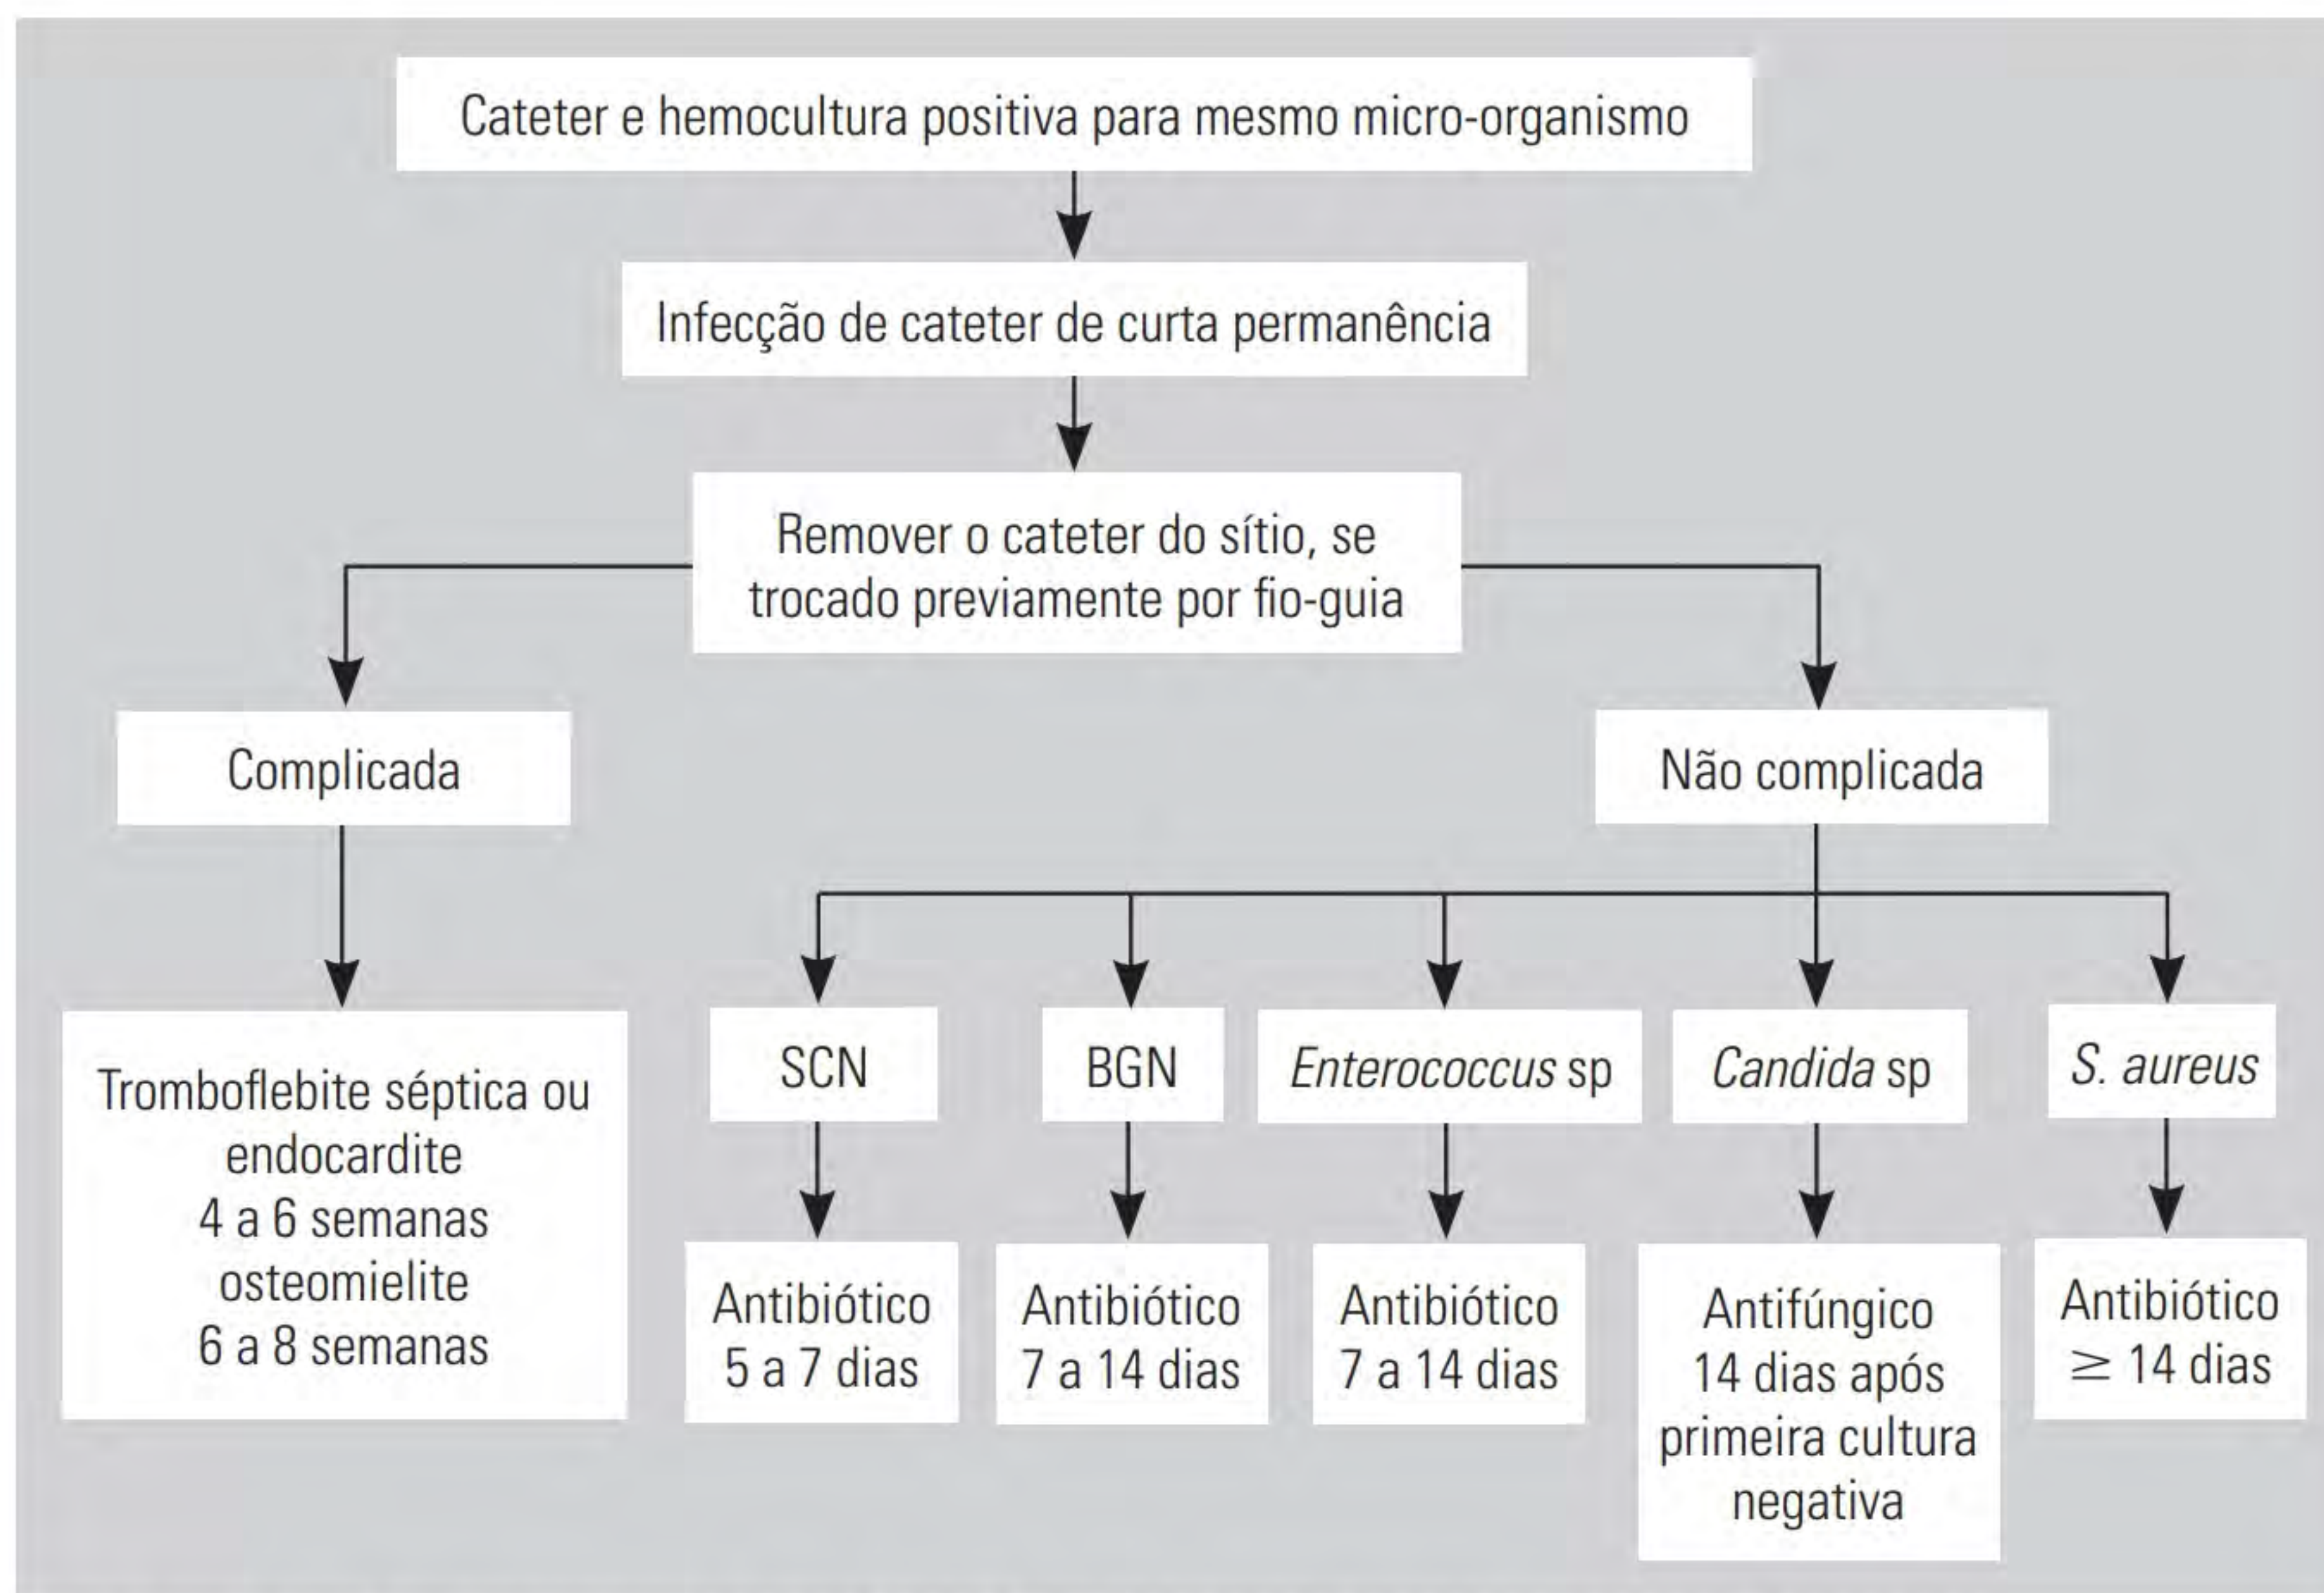 Cateter e hemocultura positiva para mesmo micro-organismo
Infecção de cateter de curta permanência
Remover o cateter do sítio, se
trocado previamente por fio-guia
Complicada
Não complicada
Tromboflebite séptica ou
endocardite
4 a 6 semanas
osteomielite
6 a 8 semanas
SCN
BGN
Enterococcus sp
Candida sp
S. aureus
Antibiótico
5 a 7 dias
Antibiótico
7 a 14 dias
Antibiótico
7 a 14 dias
Antifúngico
14 dias após
primeira cultura
negativa
Antibiótico
≥ 14 dias